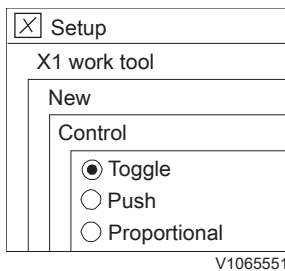 X Setup
X1 work tool
New
Control
Toggle
Push
Proportional
V1065551